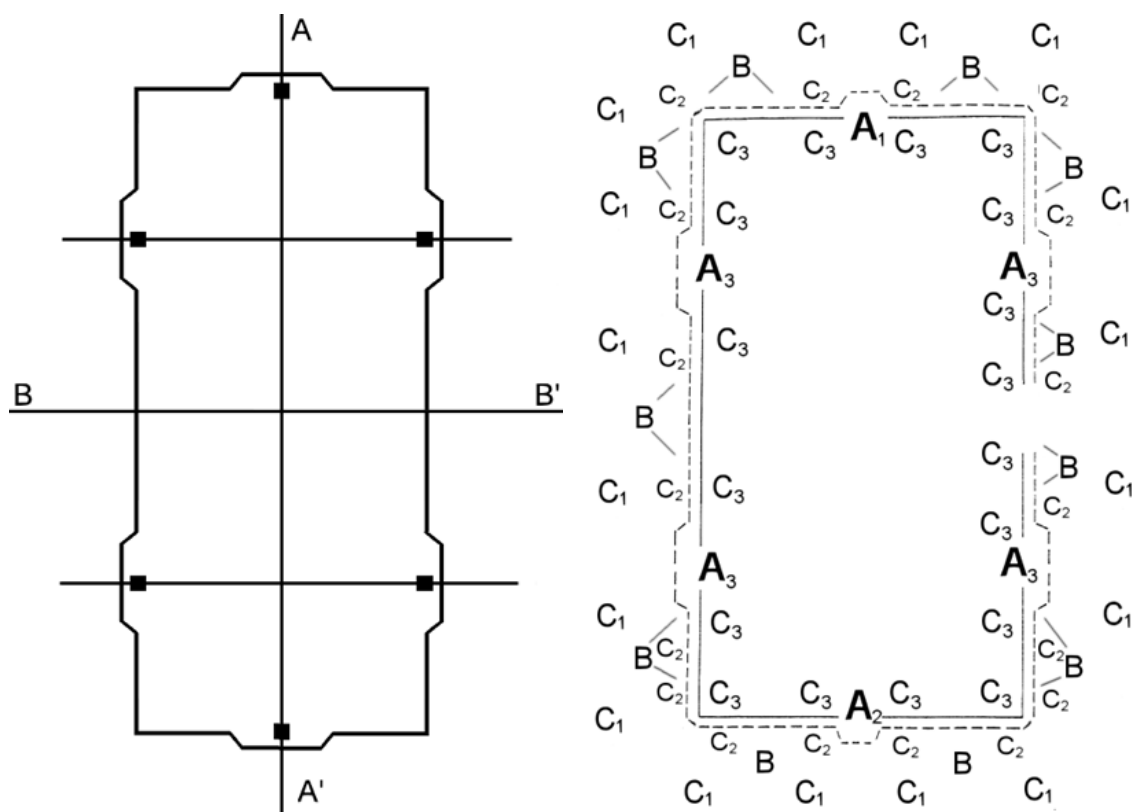 A
B B'
A'
C₁ C₁ C₁ C₁
B B
C₁ C₂ C₂ C₂ C₂
A₁
C₃ C₃ C₃ C₃
B B
C₁ C₂ C₃ C₃ C₂ C₁
A₃ A₃
C₃
C₁ C₃ B C₁
C₂ C₃ C₂
B
C₃ B
C₁ C₂ C₃ C₁
C₂
C₃
A₃ A₃
C₁ C₃ C₃ C₁
B C₂ C₂ B
C₂ C₃ C₃ C₃ C₃ C₂
C₁ A₂
C₂ C₂ C₂ C₂
B B
C₁ C₁ C₁ C₁